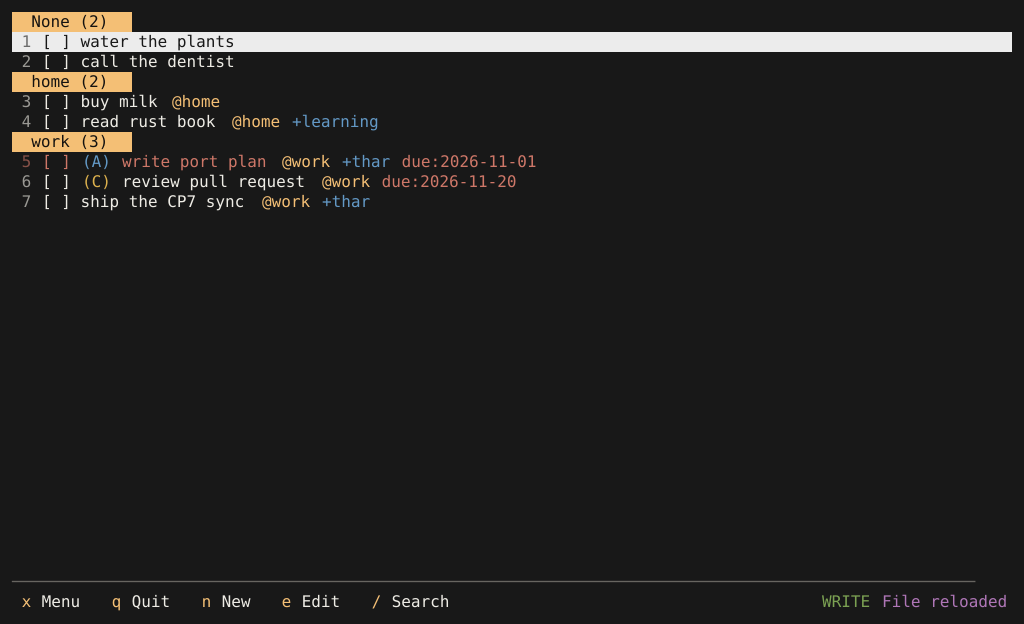 None (2)
1 [ ] water the plants
2 [ ] call the dentist
home (2)
3 [ ] buy milk @home
4 [ ] read rust book @home +learning
work (3)
5 [ ] (A) write port plan @work +thar due:2026-11-01
6 [ ] (C) review pull request @work due:2026-11-20
7 [ ] ship the CP7 sync @work +thar
x Menu q Quit n New e Edit / Search WRITE File reloaded